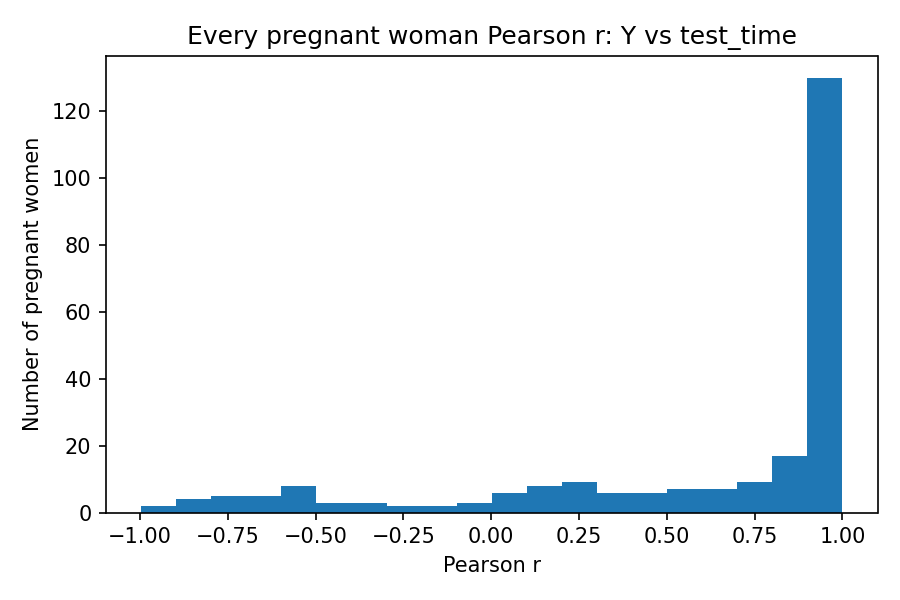 Every pregnant woman Pearson r: Y vs test_time
Number of pregnant women
120
100
80
60
40
20
0
−1.00 −0.75 −0.50 −0.25 0.00 0.25 0.50 0.75 1.00
Pearson r